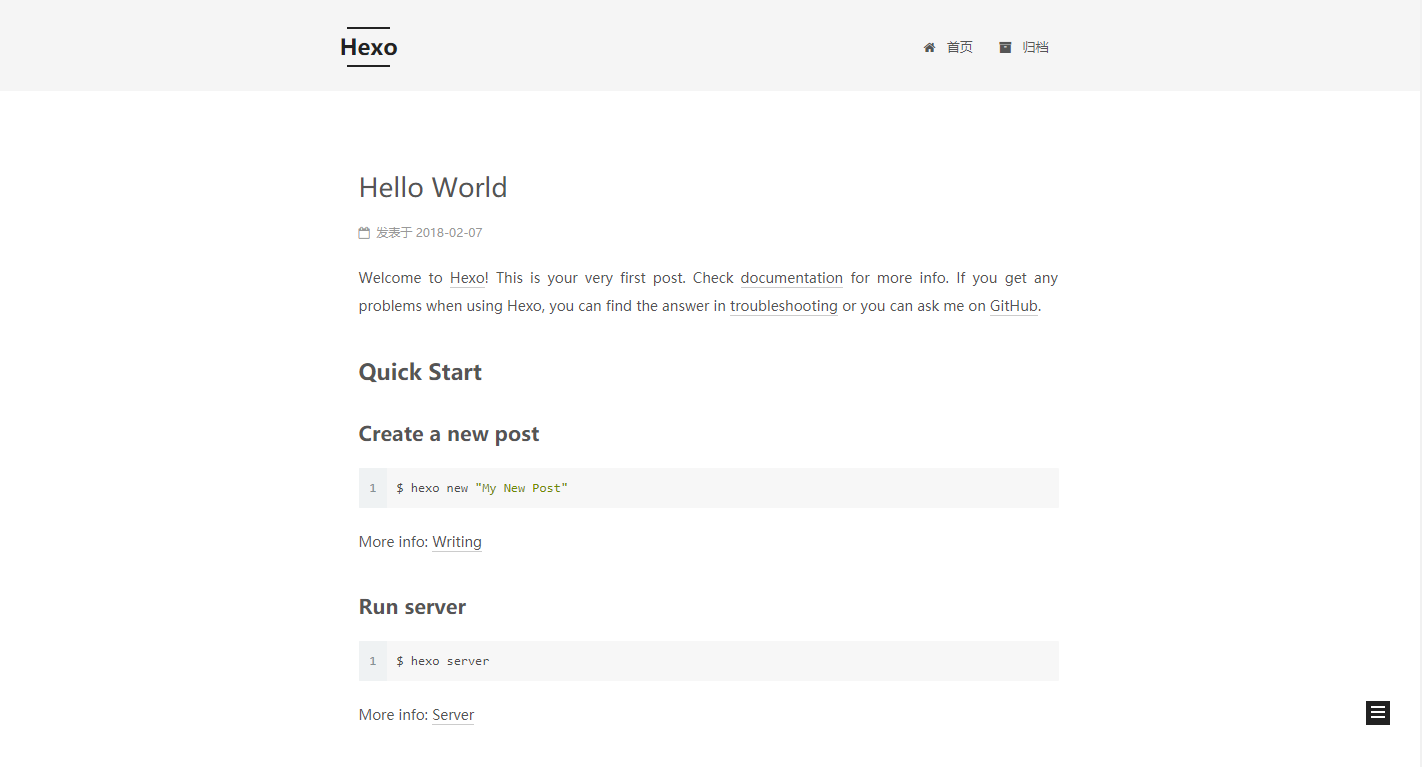 Hexo
首页 归档
Hello World
发表于 2018-02-07
Welcome to Hexo! This is your very first post. Check documentation for more info. If you get any
problems when using Hexo, you can find the answer in troubleshooting or you can ask me on GitHub.
Quick Start
Create a new post
1 $ hexo new "My New Post"
More info: Writing
Run server
1 $ hexo server
More info: Server